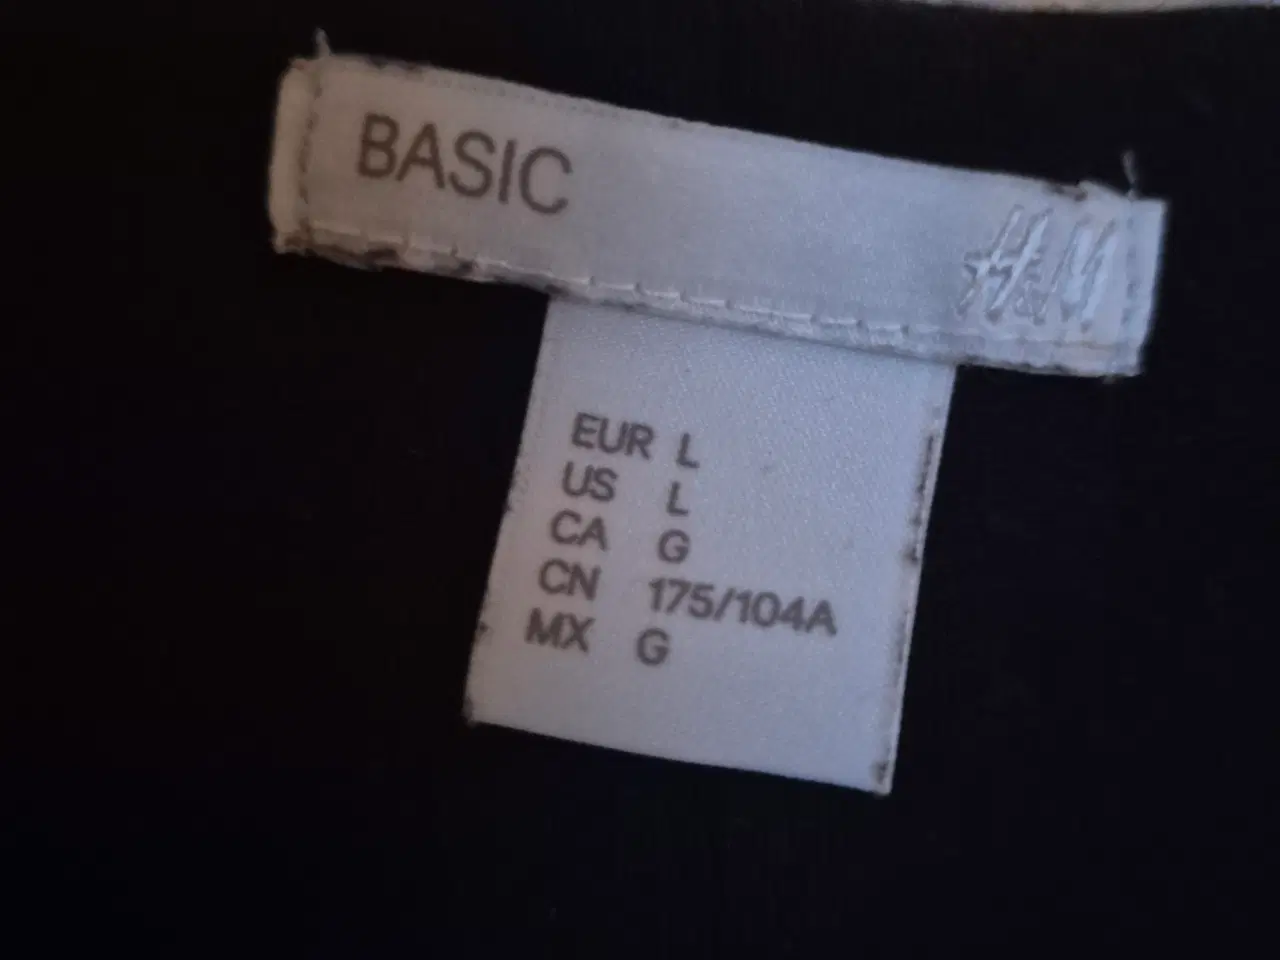 BASIC
H&M
EUR L
US L
CA G
CN 175/104A
MX G